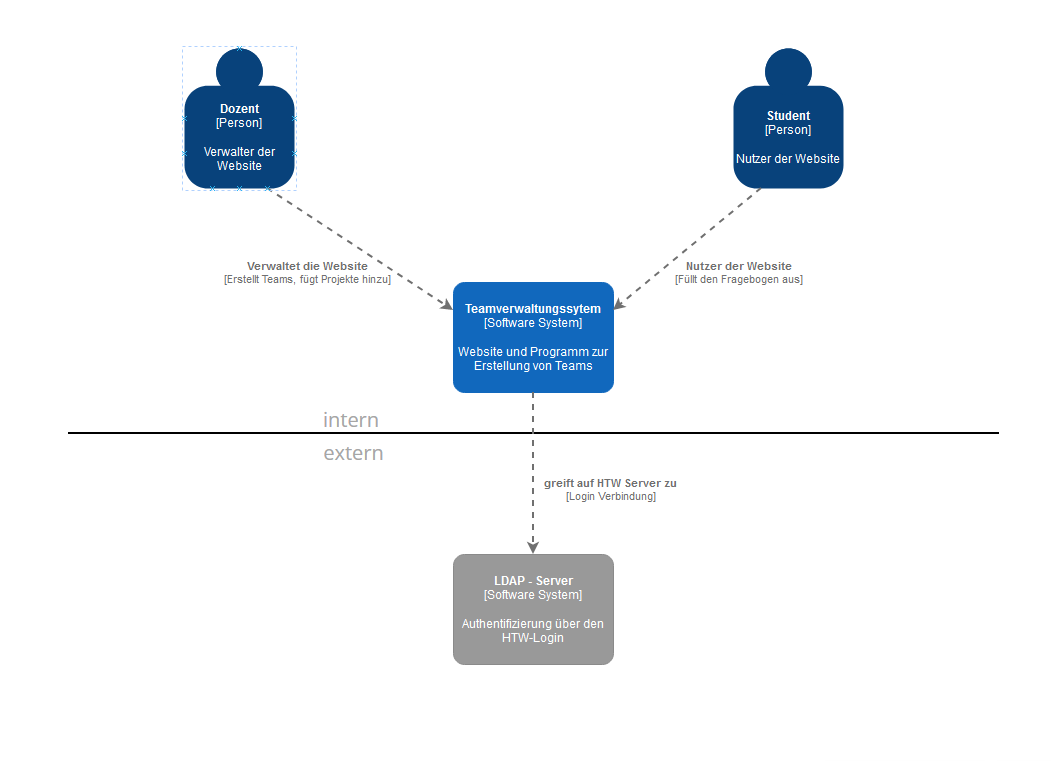 Dozent
[Person]
Verwalter der
Website
Student
[Person]
Nutzer der Website
Verwaltet die Website
[Erstellt Teams, fügt Projekte hinzu]
Nutzer der Website
[Füllt den Fragebogen aus]
Teamverwaltungssytem
[Software System]
Website und Programm zur
Erstellung von Teams
intern
extern
greift auf HTW Server zu
[Login Verbindung]
LDAP - Server
[Software System]
Authentifizierung über den
HTW-Login